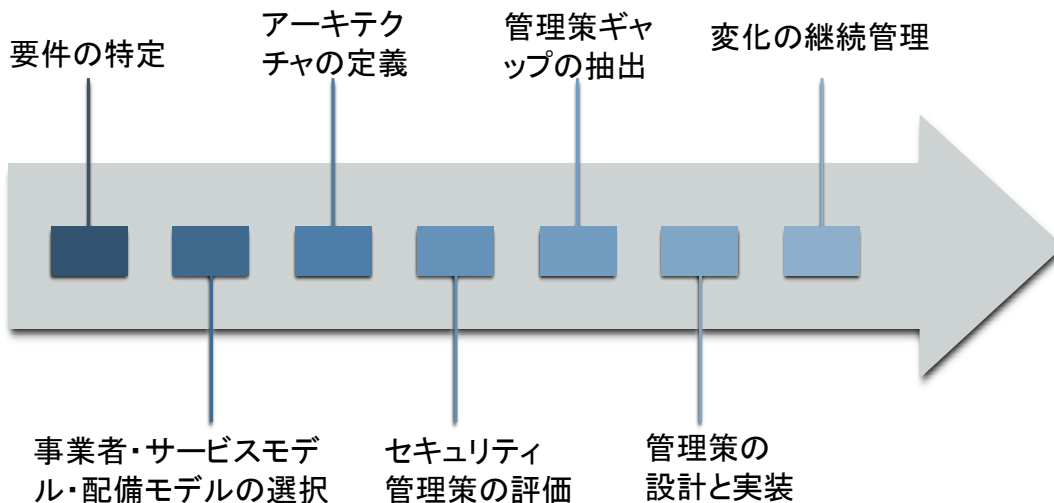 要件の特定
アーキテク
チャの定義
管理策ギャ
ップの抽出
変化の継続管理
事業者・サービスモデ
ル・配備モデルの選択
セキュリティ
管理策の評価
管理策の
設計と実装